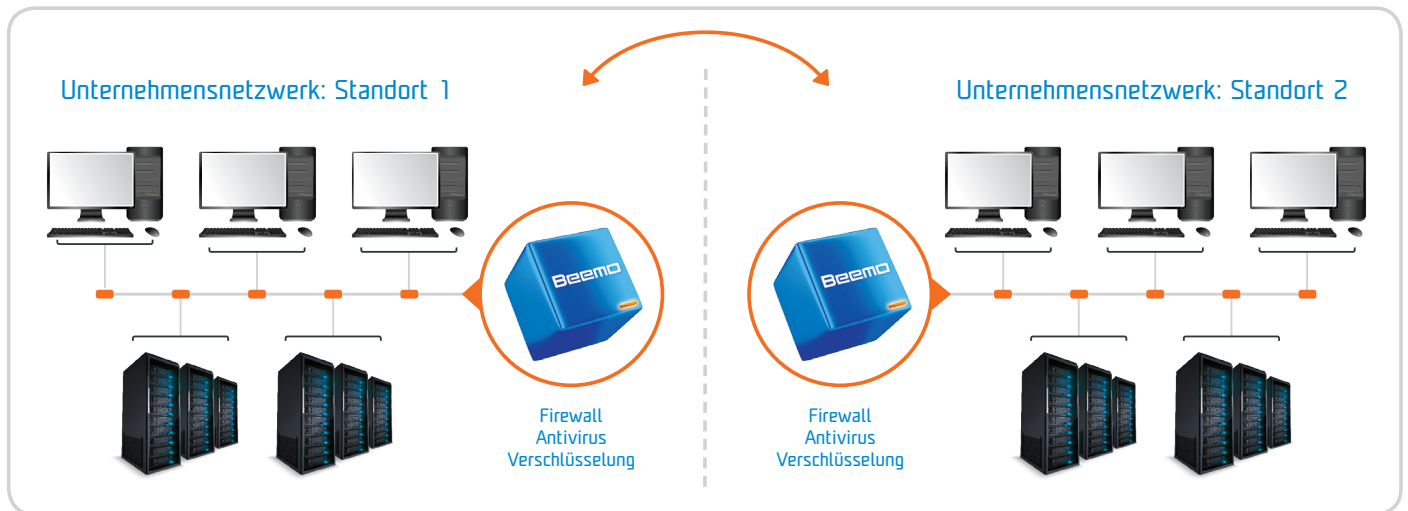 Unternehmensnetzwerk: Standort 1
Unternehmensnetzwerk: Standort 2
Beemo
Beemo
Firewall
Antivirus
Verschlüsselung
Firewall
Antivirus
Verschlüsselung